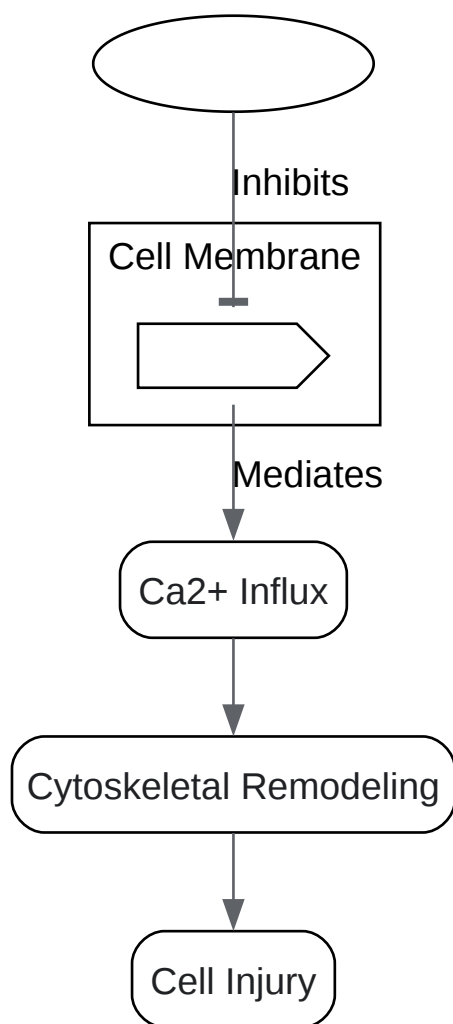 Inhibits
Cell Membrane
Mediates
Ca2+ Influx
Cytoskeletal Remodeling
Cell Injury